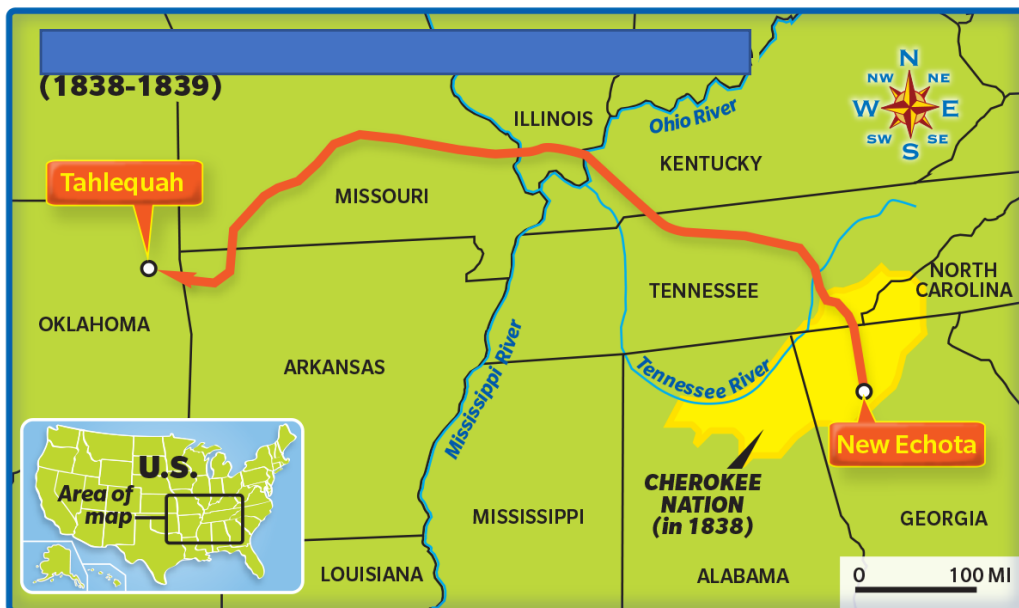 (1838-1839)
N
NW NE
W E
SW SE
S
ILLINOIS
Ohio River
KENTUCKY
Tahlequah
MISSOURI
NORTH
CAROLINA
TENNESSEE
OKLAHOMA
ARKANSAS
Mississippi River
Tennessee River
New Echota
CHEROKEE
NATION
(in 1838)
U.S.
Area of
map
MISSISSIPPI
GEORGIA
LOUISIANA
ALABAMA
0 100 MI